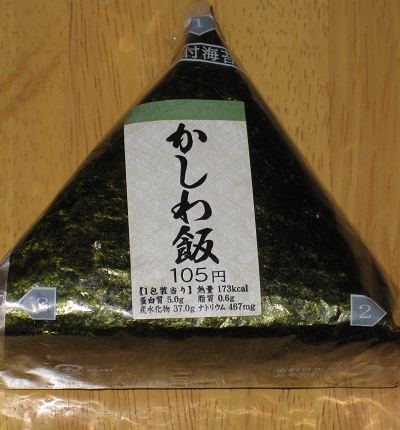 1
付海苔
かしわ飯
105円
【1包装当り】熱量 173kcal
蛋白質 5.0g 脂質 0.6g
炭水化物 37.0g ナトリウム 467mg
2